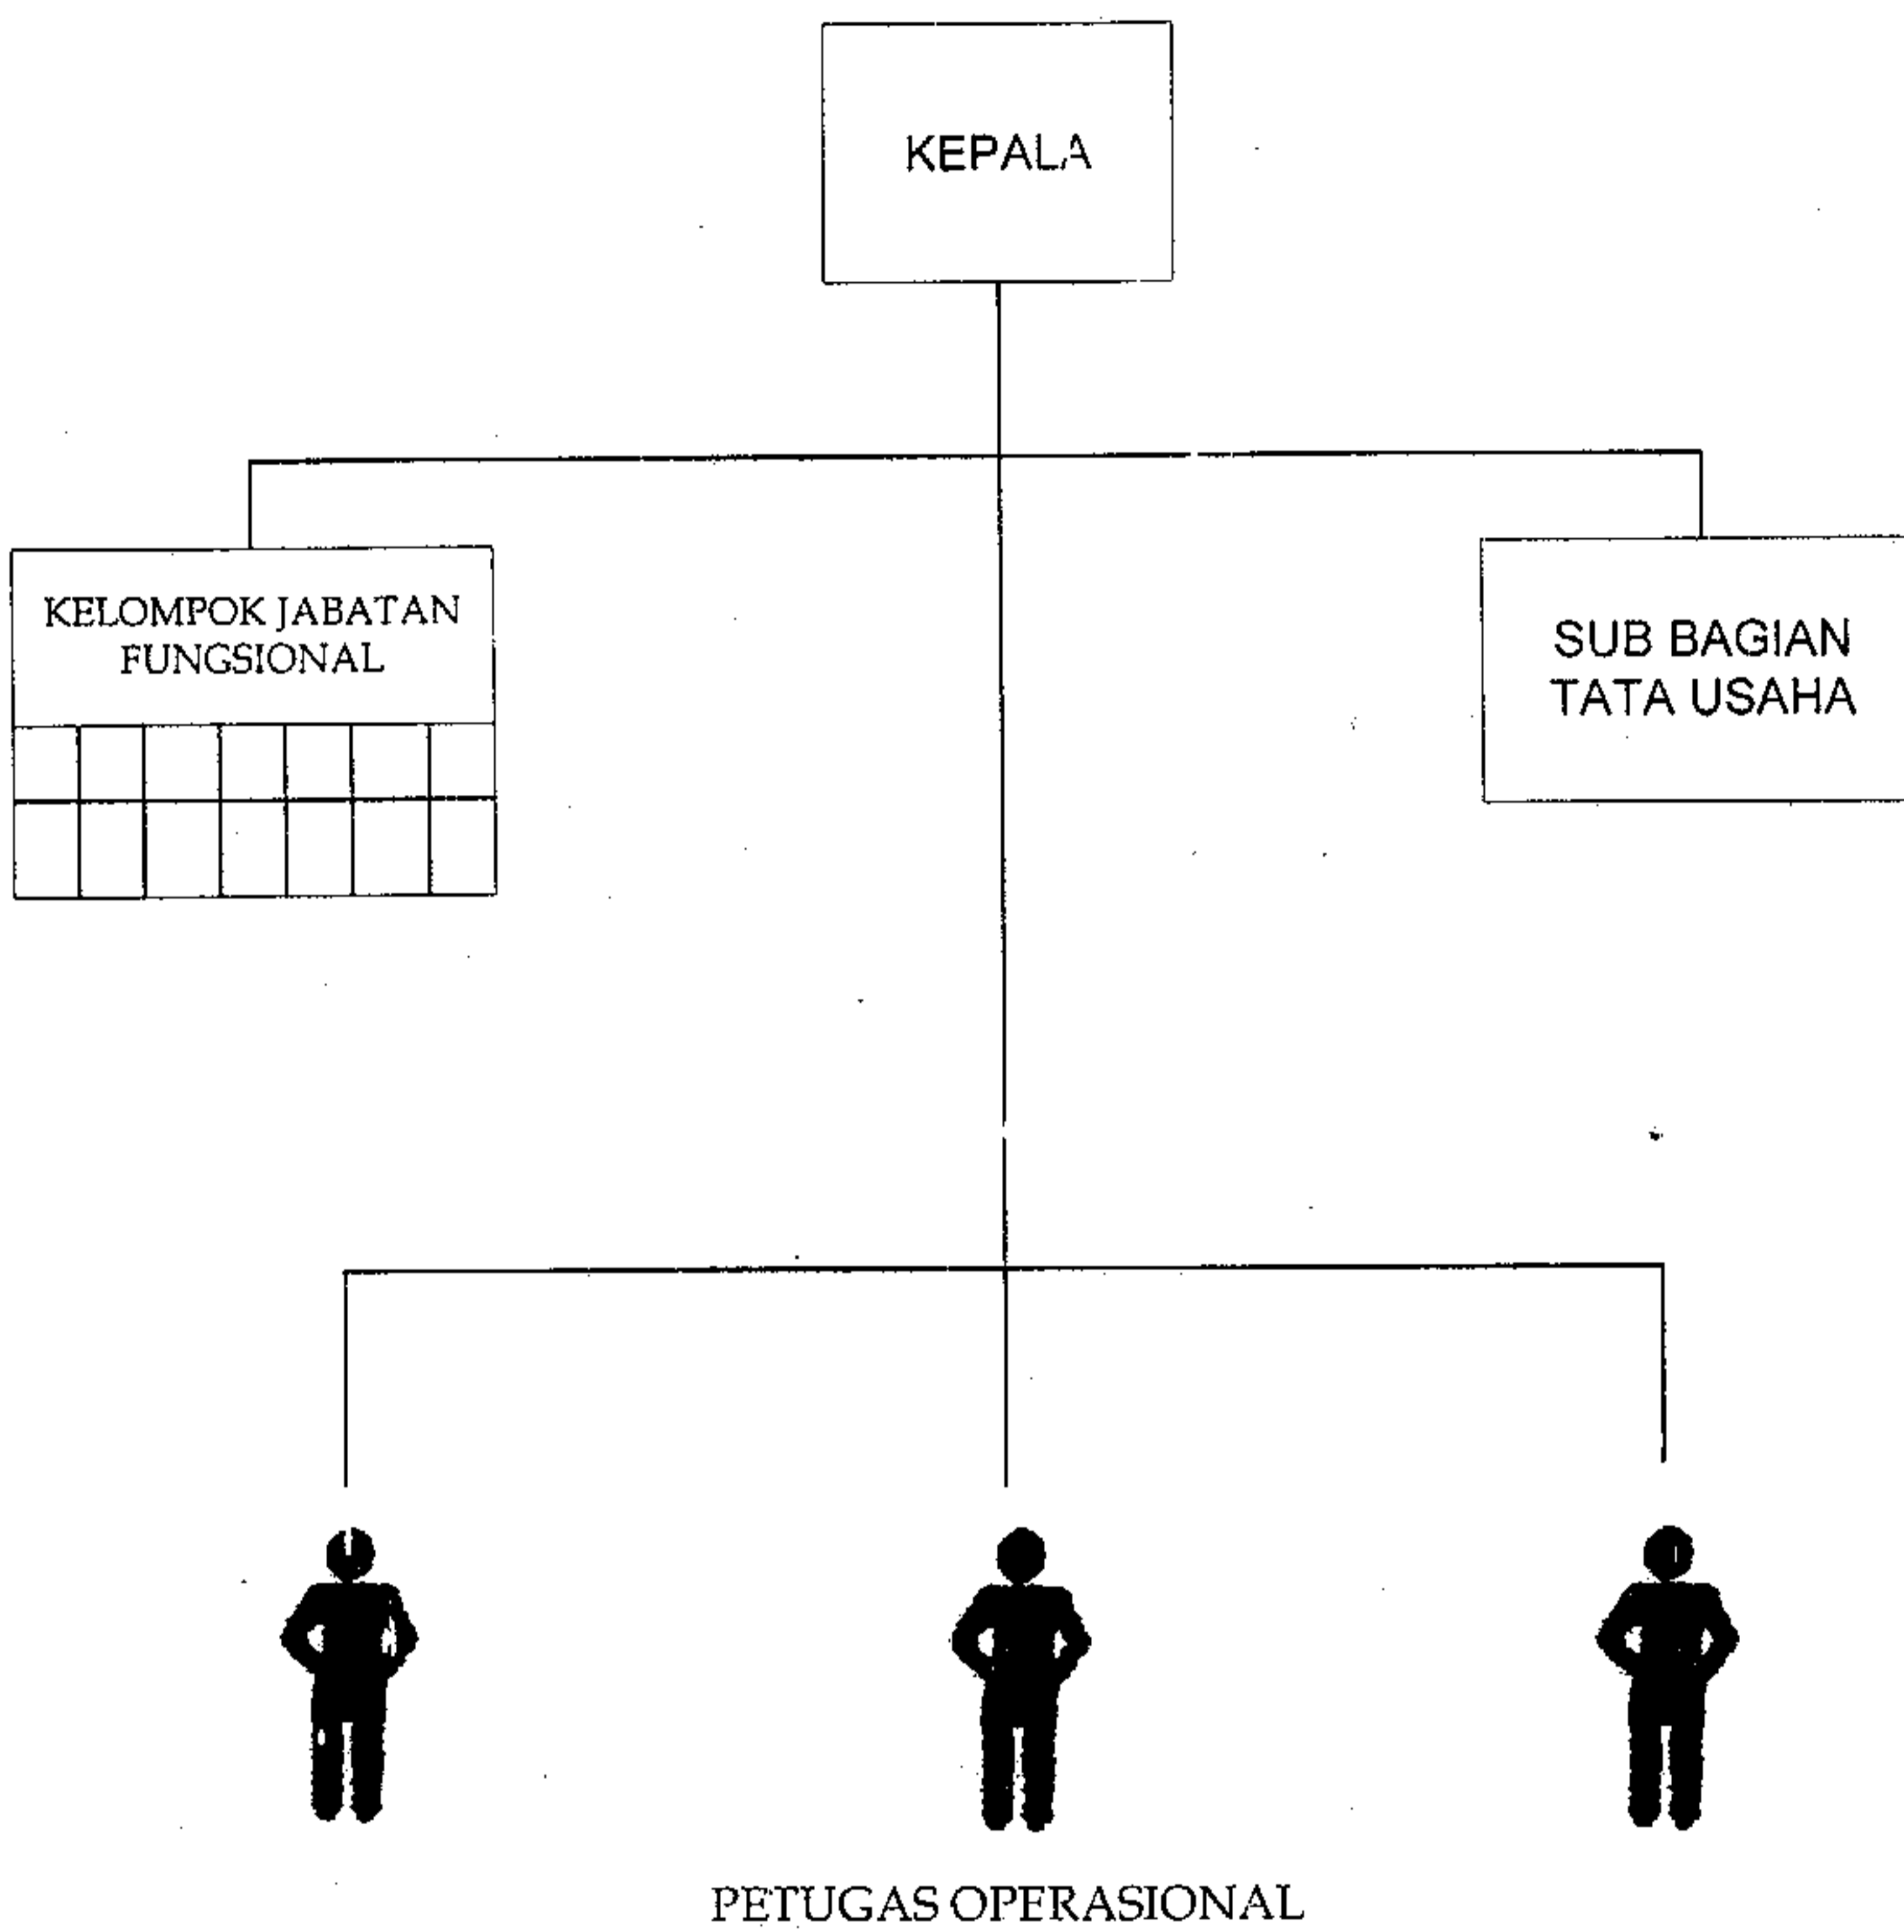 KEPALA
KELOMPOK JABATAN
FUNGSIONAL
SUB BAGIAN
TATA USAHA
PETUGAS OPERASIONAL